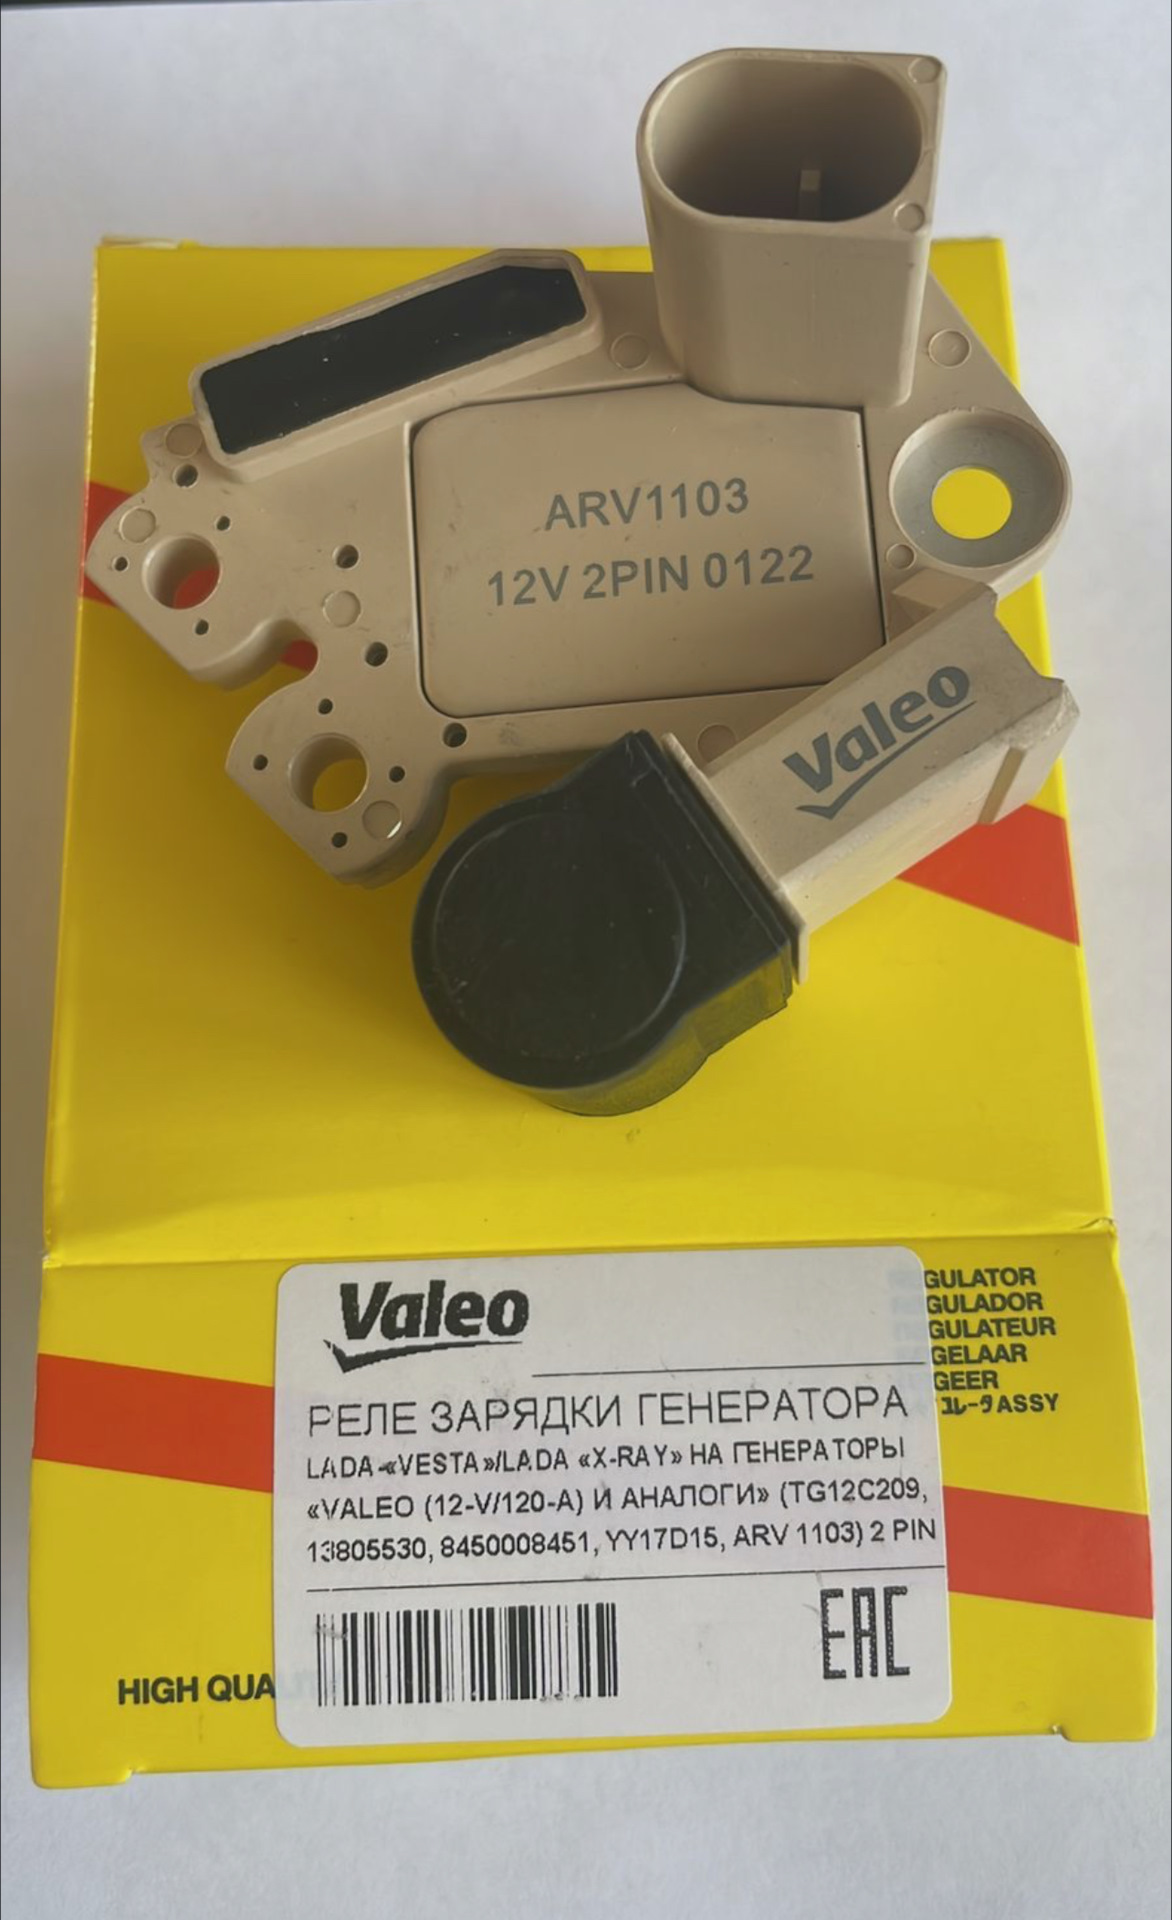 ARV1103
12V 2PIN 0122
Valeo
Valeo
РЕЛЕ ЗАРЯДКИ ГЕНЕРАТОРА
LADA «VESTA»/LADA «X-RAY» НА ГЕНЕРАТОРЫ
«VALEO (12-V/120-A) И АНАЛОГИ» (TG12C209,
13805530, 8450008451, YY17D15, ARV 1103) 2 PIN
EAC
GULATOR
GULADOR
GULATEUR
GELAAR
GEER
ASSY
HIGH QUA